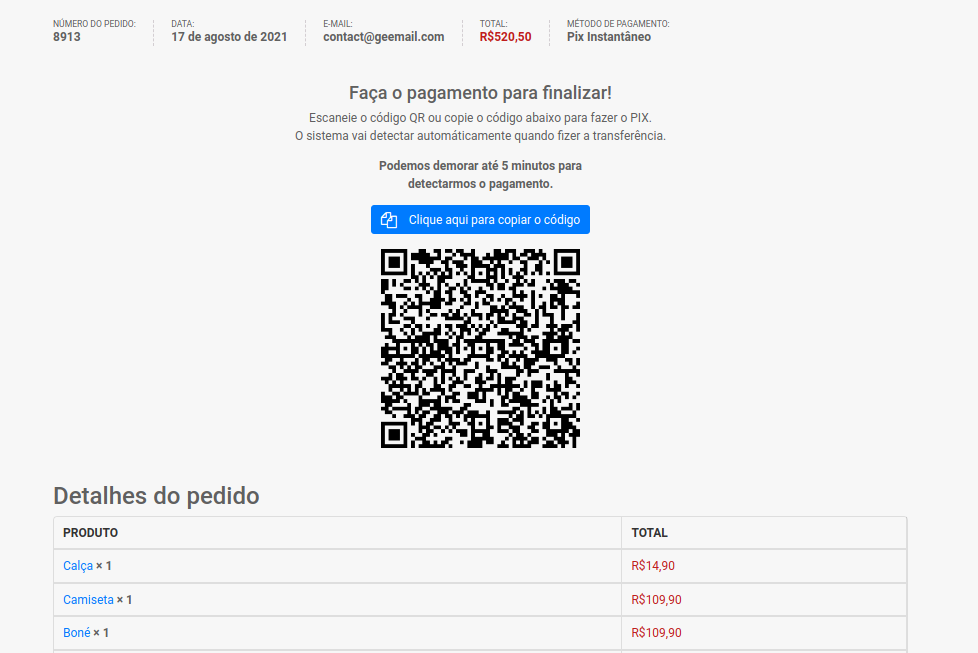 NÚMERO DO PEDIDO: DATA: E-MAIL: TOTAL: MÉTODO DE PAGAMENTO:
8913 17 de agosto de 2021 contact@geemail.com R$520,50 Pix Instantâneo
Faça o pagamento para finalizar!
Escaneie o código QR ou copie o código abaixo para fazer o PIX.
O sistema vai detectar automáticamente quando fizer a transferência.
Podemos demorar até 5 minutos para
detectarmos o pagamento.
Clique aqui para copiar o código
Detalhes do pedido
PRODUTO TOTAL
Calça × 1 R$14,90
Camiseta × 1 R$109,90
Boné × 1 R$109,90